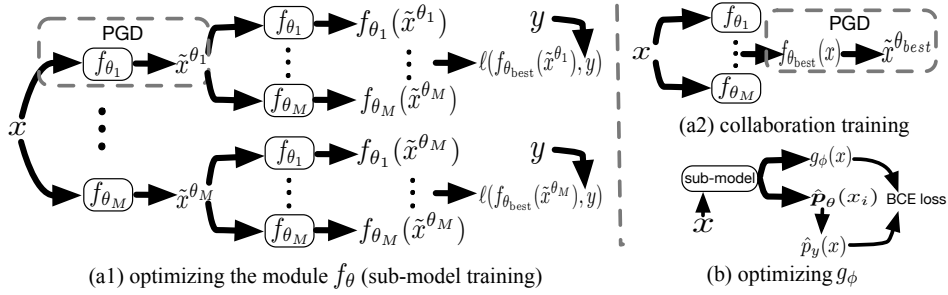 PGD
x
f_{θ_1}
x̃^{θ_1}
f_{θ_M}
x̃^{θ_M}
f_{θ_1}
f_{θ_1}(x̃^{θ_1})
f_{θ_M}
f_{θ_M}(x̃^{θ_M})
y
ℓ(f_{θ_best}(x̃^{θ_1}), y)
f_{θ_1}
f_{θ_1}(x̃^{θ_M})
f_{θ_M}
f_{θ_M}(x̃^{θ_M})
y
ℓ(f_{θ_best}(x̃^{θ_M}), y)
(a1) optimizing the module f_θ (sub-model training)
x
f_{θ_1}
f_{θ_M}
PGD
f_{θ_best}(x)
x̃^{θ_best}
(a2) collaboration training
sub-model
x
g_ϕ(x)
p̂_θ(x_i)
p̂_y(x)
BCE loss
(b) optimizing g_ϕ